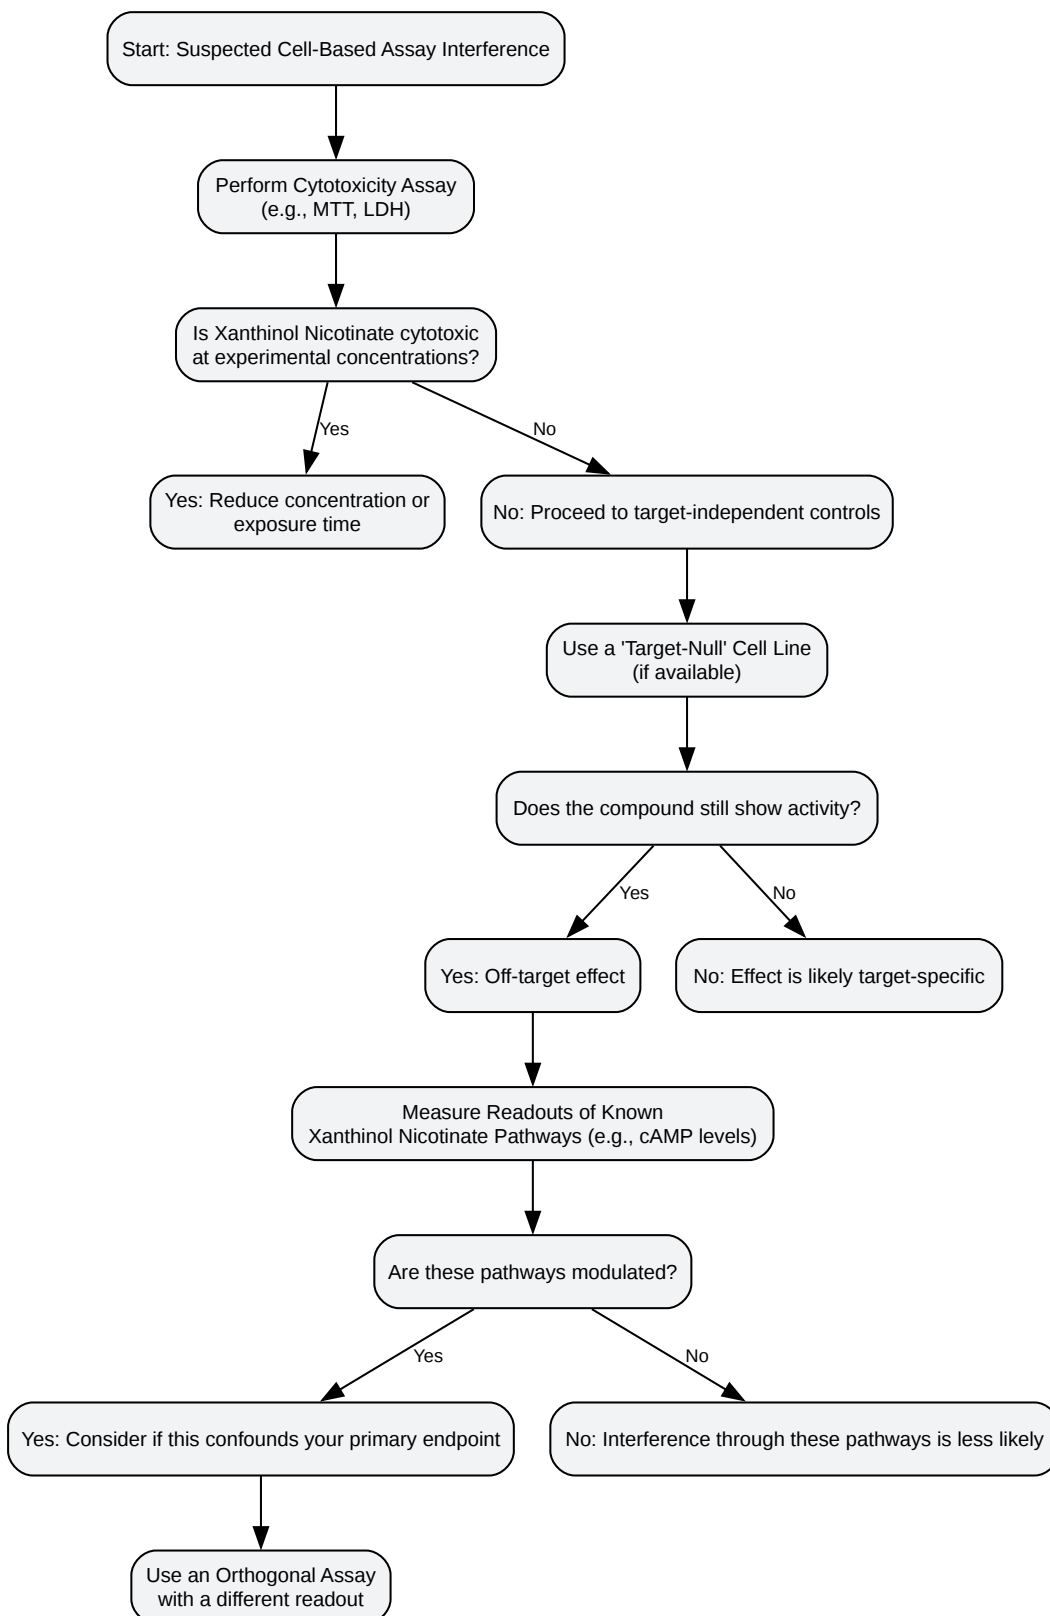 Start: Suspected Cell-Based Assay Interference
Perform Cytotoxicity Assay
(e.g., MTT, LDH)
Is Xanthinol Nicotinate cytotoxic
at experimental concentrations?
Yes
No
Yes: Reduce concentration or
exposure time
No: Proceed to target-independent controls
Use a 'Target-Null' Cell Line
(if available)
Does the compound still show activity?
Yes
No
Yes: Off-target effect
No: Effect is likely target-specific
Measure Readouts of Known
Xanthinol Nicotinate Pathways (e.g., cAMP levels)
Are these pathways modulated?
Yes
No
Yes: Consider if this confounds your primary endpoint
No: Interference through these pathways is less likely
Use an Orthogonal Assay
with a different readout